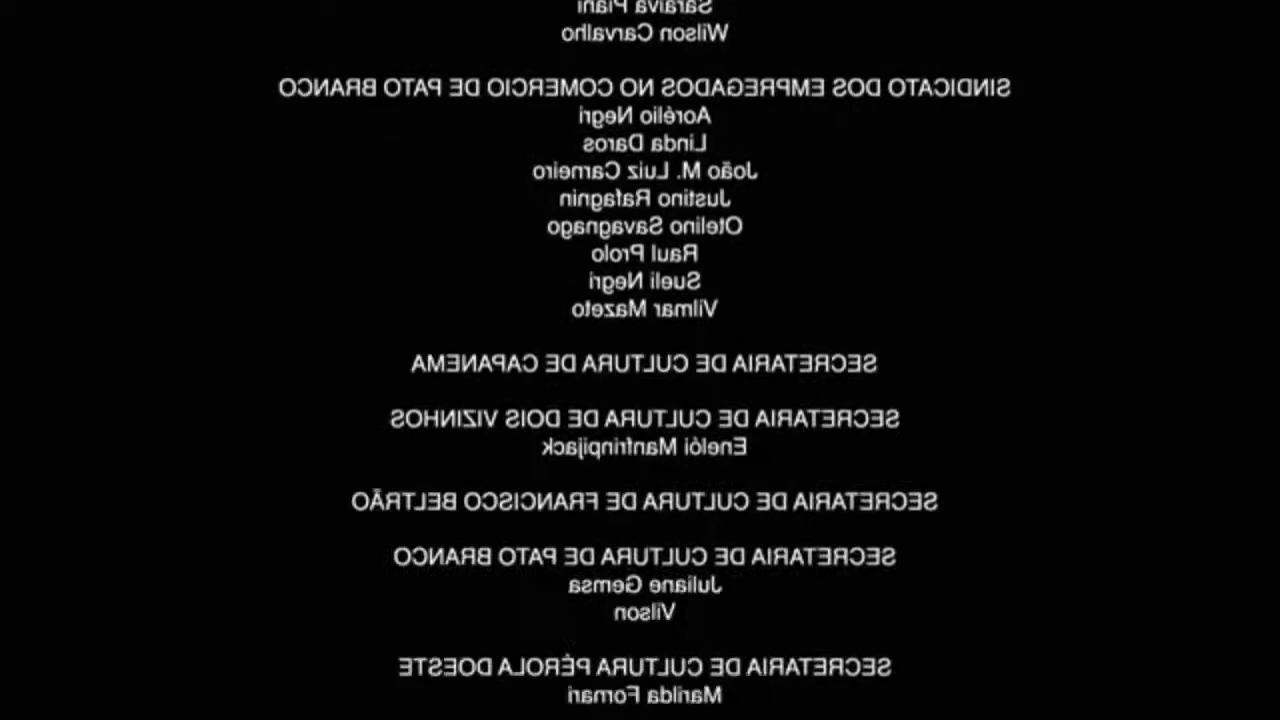 Saraiva Piani
Wilson Carvalho
SINDICATO DOS EMPREGADOS NO COMERCIO DE PATO BRANCO
Aorélio Negri
Linda Daros
João M. Luiz Carneiro
Justino Rafagnin
Otelino Savagnago
Raul Prolo
Sueli Negri
Vilmar Mazeto
SECRETARIA DE CULTURA DE CAPANEMA
SECRETARIA DE CULTURA DE DOIS VIZINHOS
Enelói Manfrinpijack
SECRETARIA DE CULTURA DE FRANCISCO BELTRÃO
SECRETARIA DE CULTURA DE PATO BRANCO
Juliane Gemsa
Vilson
SECRETARIA DE CULTURA PÉROLA DOESTE
Marilda Fornari